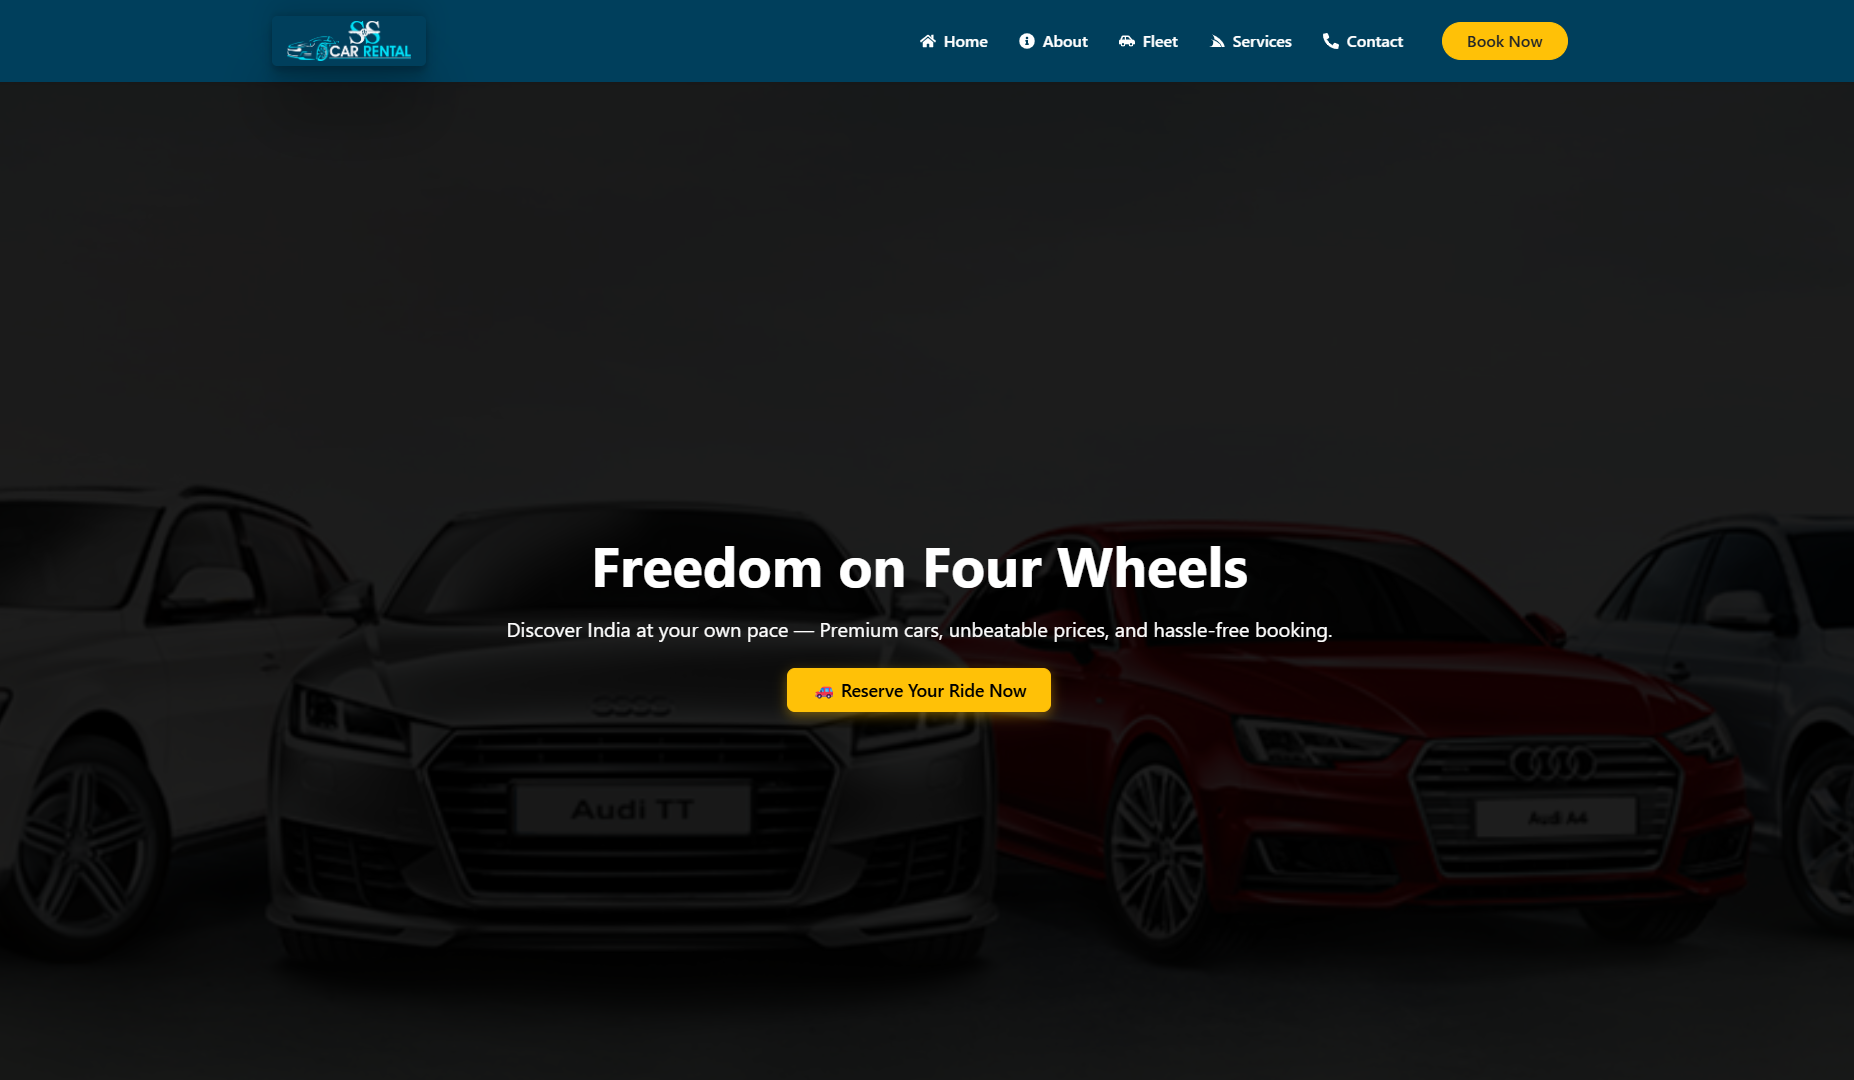 SS
CAR RENTAL
Home
About
Fleet
Services
Contact
Book Now
Freedom on Four Wheels
Discover India at your own pace — Premium cars, unbeatable prices, and hassle-free booking.
🚗 Reserve Your Ride Now
Audi TT
Audi A4